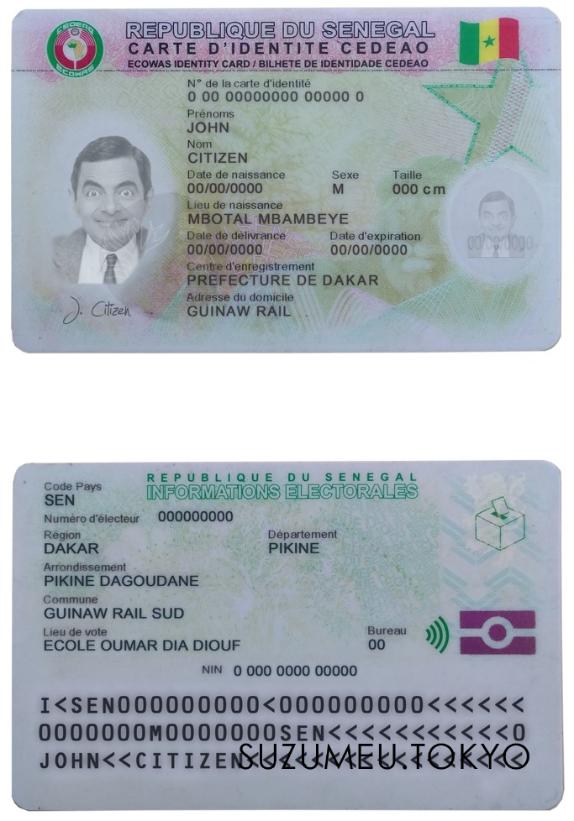 CEDEAO
ECOWAS
REPUBLIQUE DU SENEGAL
CARTE D'IDENTITE CEDEAO
ECOWAS IDENTITY CARD / BILHETE DE IDENTIDADE CEDEAO
N° de la carte d'identité
0 00 00000000 00000 0
Prénoms
JOHN
Nom
CITIZEN
Date de naissance Sexe Taille
00/00/0000 M 000 cm
Lieu de naissance
MBOTAL MBAMBEYE
Date de délivrance Date d'expiration
00/00/0000 00/00/0000
Centre d'enregistrement
PREFECTURE DE DAKAR
Adresse du domicile
GUINAW RAIL
J. Citizen
00/00/0000
REPUBLIQUE DU SENEGAL
INFORMATIONS ELECTORALES
Code Pays
SEN
Numéro d'électeur 000000000
Région Département
DAKAR PIKINE
Arrondissement
PIKINE DAGOUDANE
Commune
GUINAW RAIL SUD
Lieu de vote Bureau
ECOLE OUMAR DIA DIOUF 00
NIN 0 000 0000 00000
I<SEN000000000<000000000<<<<<<
0000000M0000000SEN<<<<<<<<<<<0
JOHN<<CITIZEN<<<<<<<<<<<<<<<<<
SUZUMEU.TOKYO